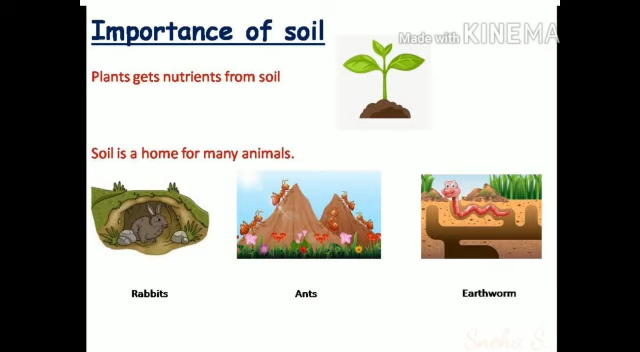 Importance of soil
Made with KINEMA
Plants gets nutrients from soil
Soil is a home for many animals.
Rabbits
Ants
Earthworm
Sneha S